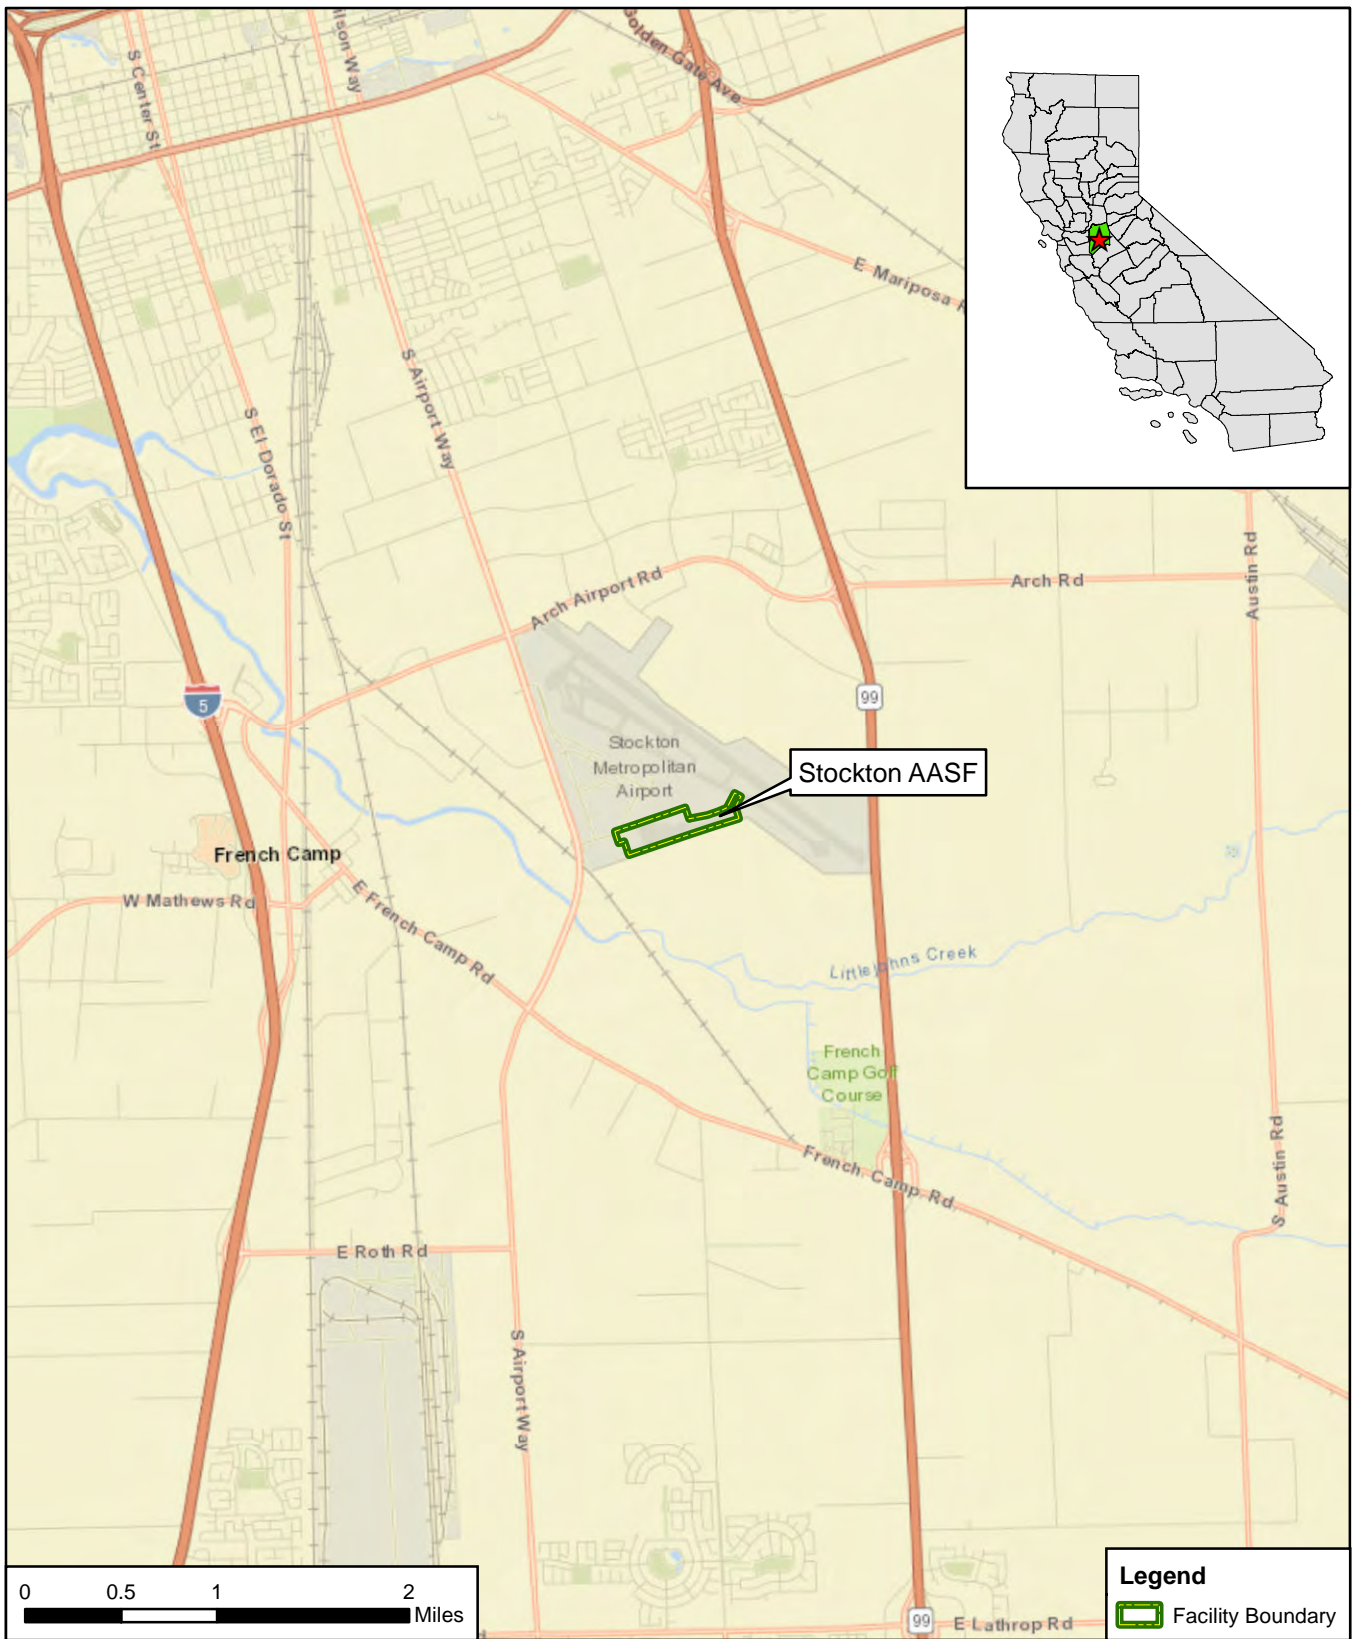 S Center St
ilson Way
Golden Gate Ave
E Mariposa R
S Airport Way
S El Dorado St
Arch Airport Rd
Arch Rd
Austin Rd
5
99
Stockton
Metropolitan
Airport
Stockton AASF
French Camp
W Mathews Rd
E French Camp Rd
Littlejohns Creek
French
Camp Golf
Course
French Camp Rd
S Austin Rd
E Roth Rd
S Airport Way
0 0.5 1 2
Miles
99
E Lathrop Rd
Legend
Facility Boundary